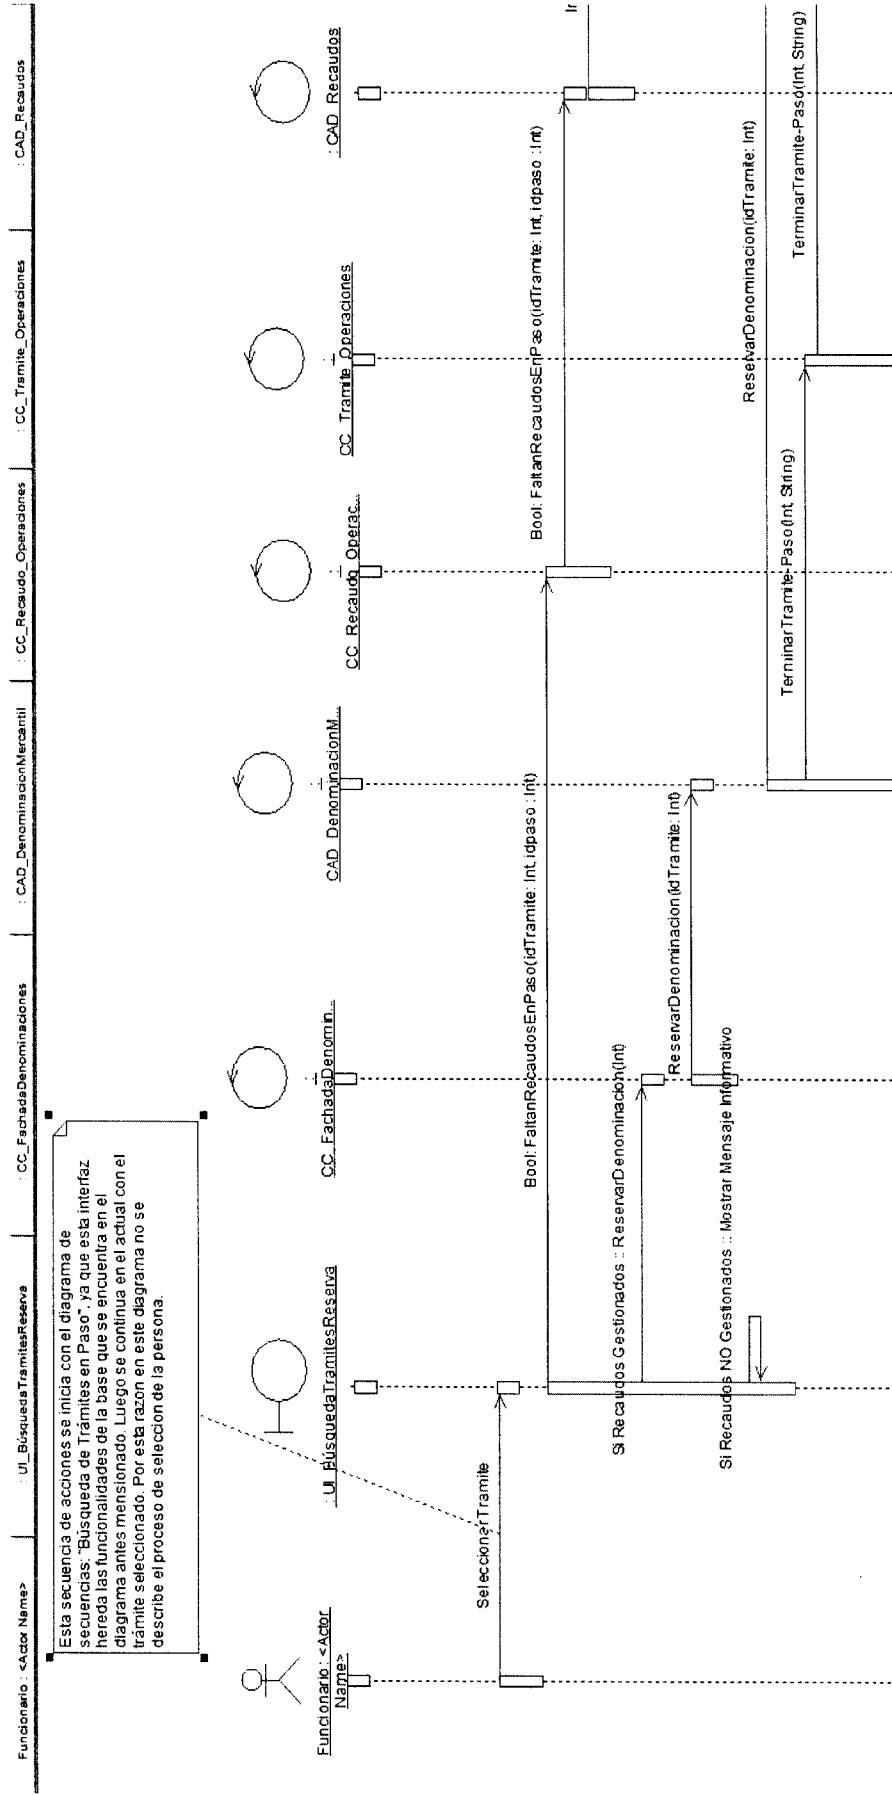 Funcionario : <Actor Name>
: UI_BúsquedaTramitesReserva
: CC_FachadaDenominaciones
: CAD_DenominacionMercantil
: CC_Recaudo_Operaciones
: CC_Tramite_Operaciones
: CAD_Recaudos
Esta secuencia de acciones se inicia con el diagrama de
secuencias: "Búsqueda de Trámites en Paso", ya que esta interfaz
hereda las funcionalidades de la base que se encuentra en el
diagrama antes mensionado. Luego se continua en el actual con el
trámite seleccionado. Por esta razon en este diagrama no se
describe el proceso de seleccion de la persona.
Funcionario : <Actor
Name>
: UI_BúsquedaTramitesReserva
CC_FachadaDenomin...
CAD_DenominacionM...
CC_Recaudo_Operac...
CC_Tramite_Operaciones
: CAD_Recaudos
SeleccionarTramite
Bool: FaltanRecaudosEnPaso(idTramite: Int, idpaso : Int)
Bool: FaltanRecaudosEnPaso(idTramite: Int, idpaso : Int)
Si Recaudos Gestionados :: ReservarDenominacion(Int)
ReservarDenominacion(idTramite: Int)
Si Recaudos NO Gestionados :: Mostrar Mensaje Informativo
ReservarDenominacion(idTramite: Int)
TerminarTramite-Paso(Int, String)
TerminarTramite-Paso(Int, String)